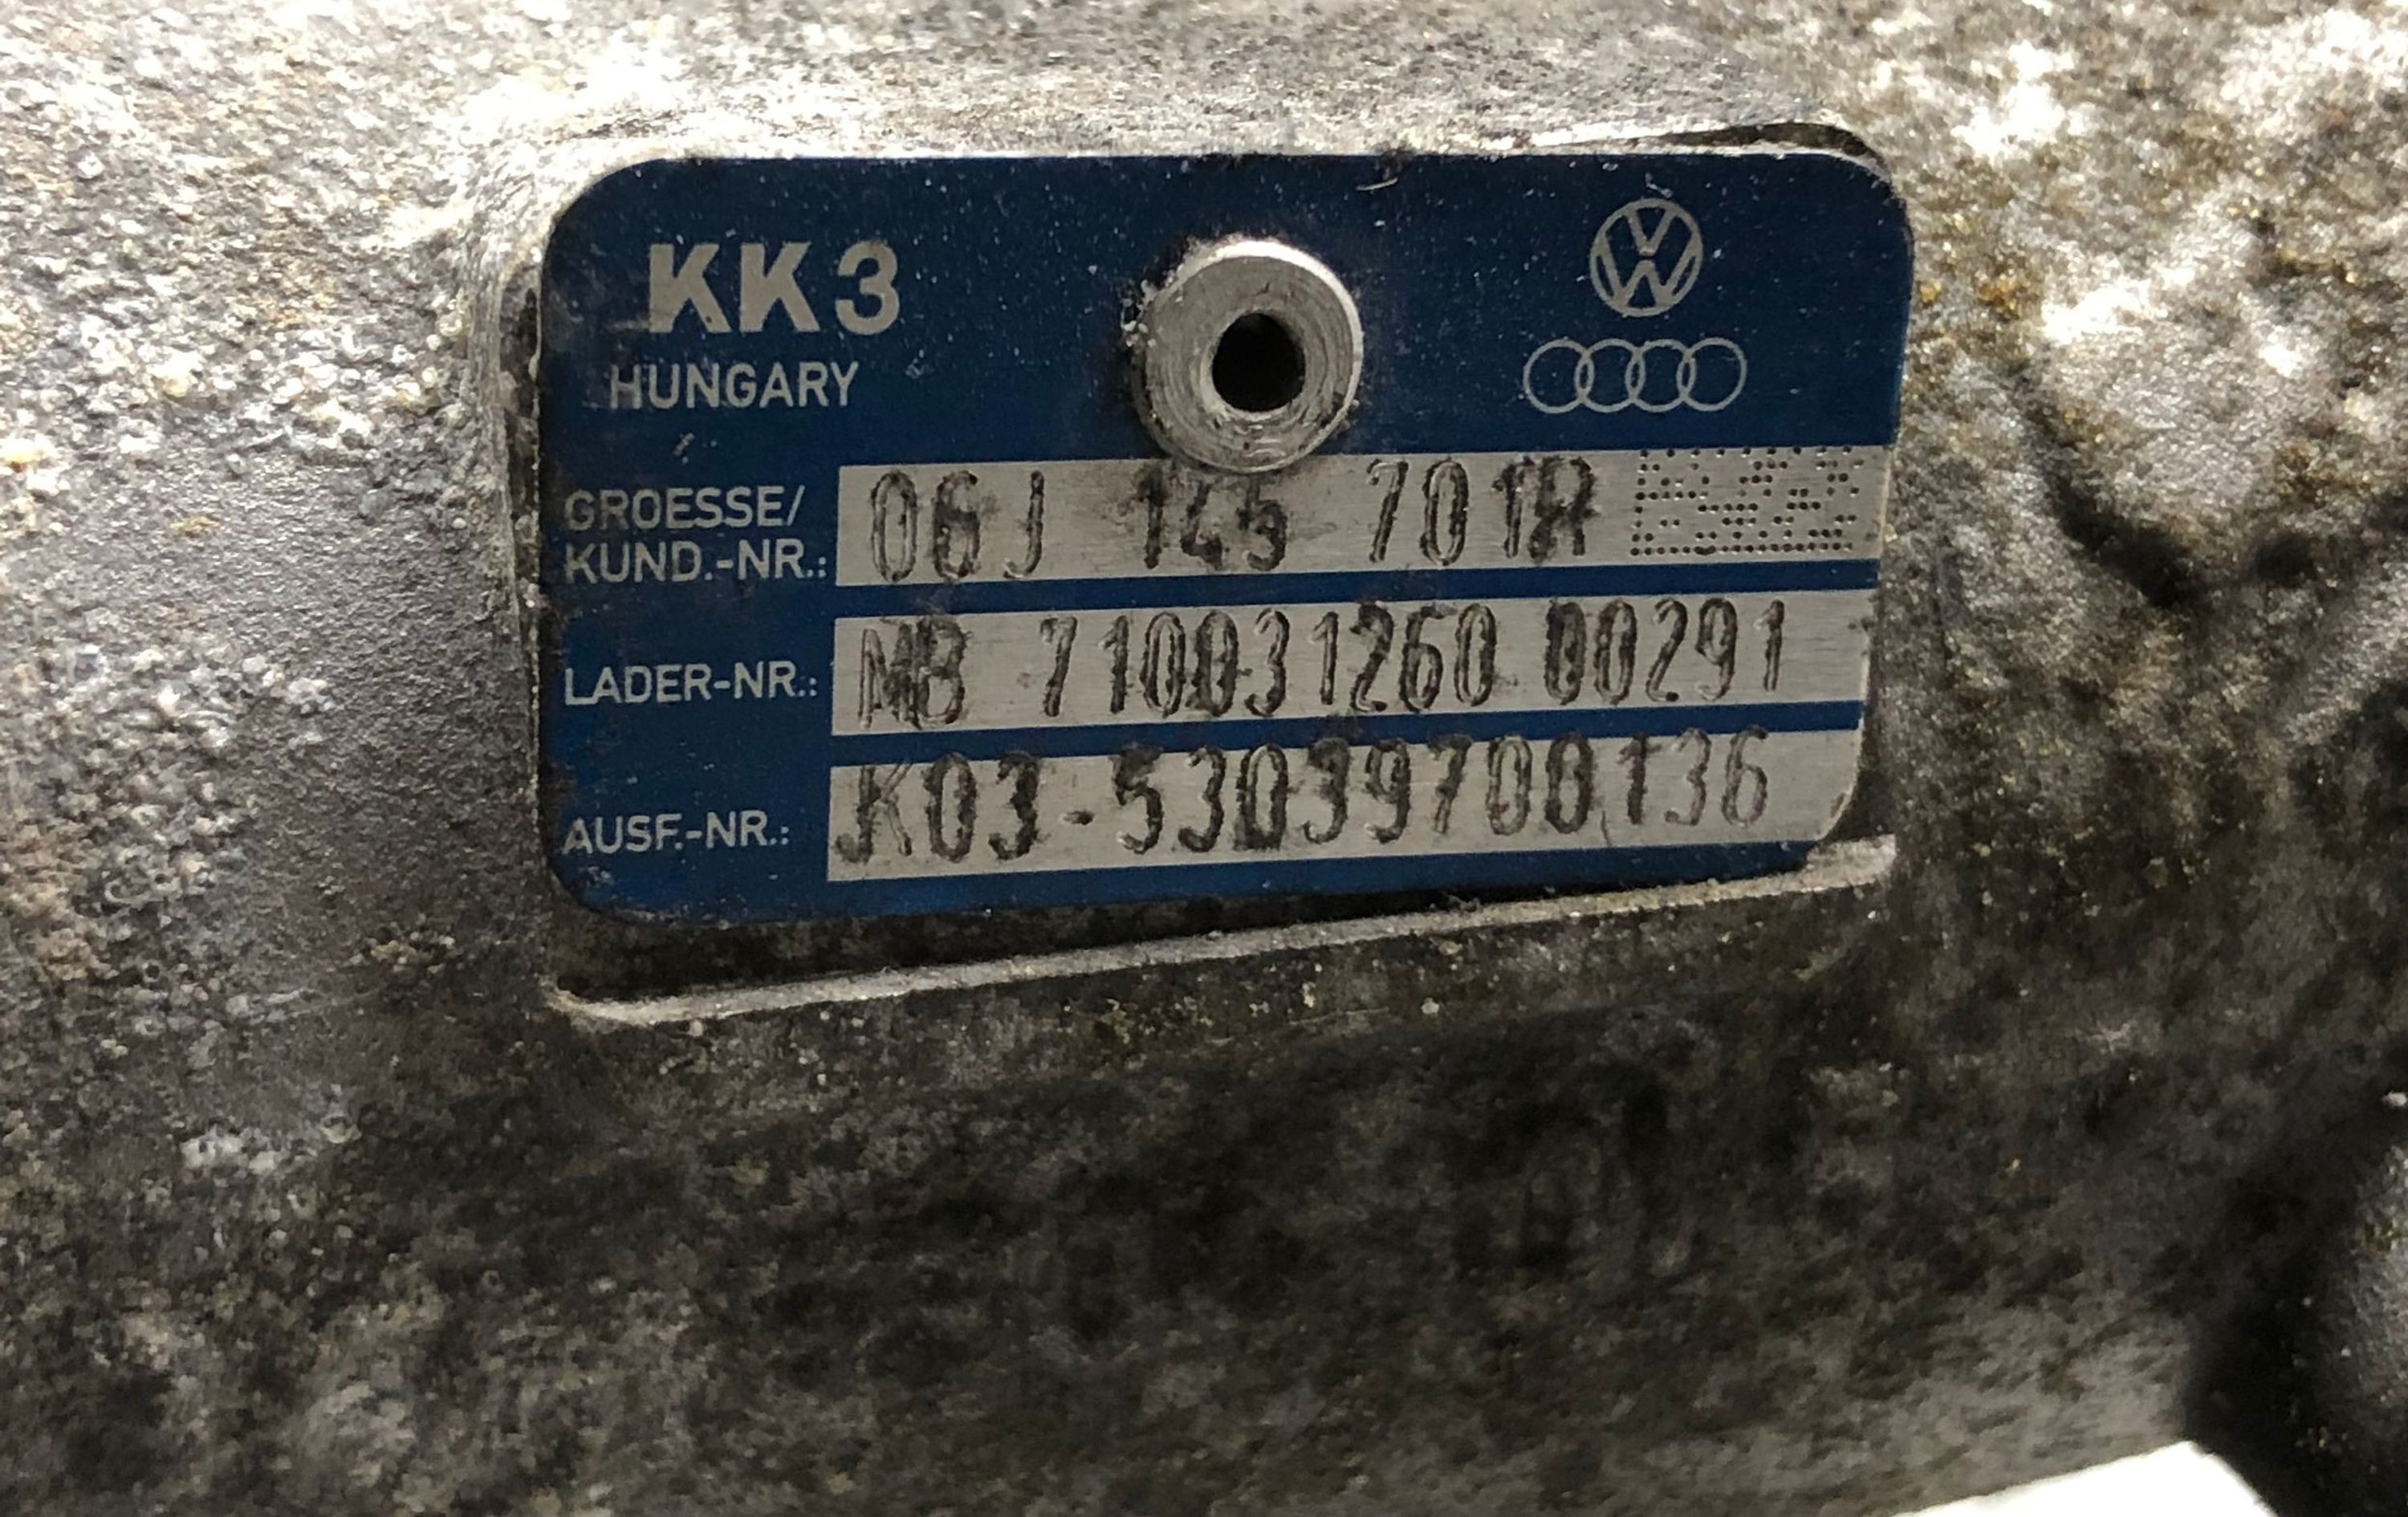 KK3
HUNGARY
GROESSE/
KUND.-NR.: 06J 145 701R
LADER-NR.: MB 710031260 00291
AUSF.-NR.: K03-53039700136